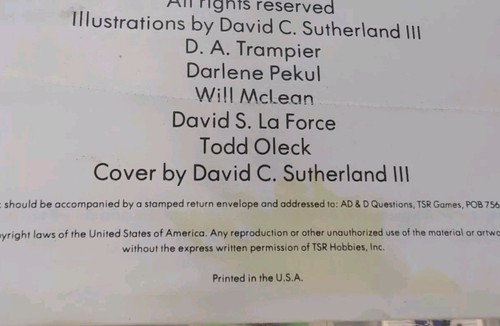 All rights reserved
Illustrations by David C. Sutherland III
D. A. Trampier
Darlene Pekul
Will McLean
David S. La Force
Todd Oleck
Cover by David C. Sutherland III
should be accompanied by a stamped return envelope and addressed to: AD & D Questions, TSR Games, POB 756
yright laws of the United States of America. Any reproduction or other unauthorized use of the material or artwo
without the express written permission of TSR Hobbies, Inc.
Printed in the U.S.A.